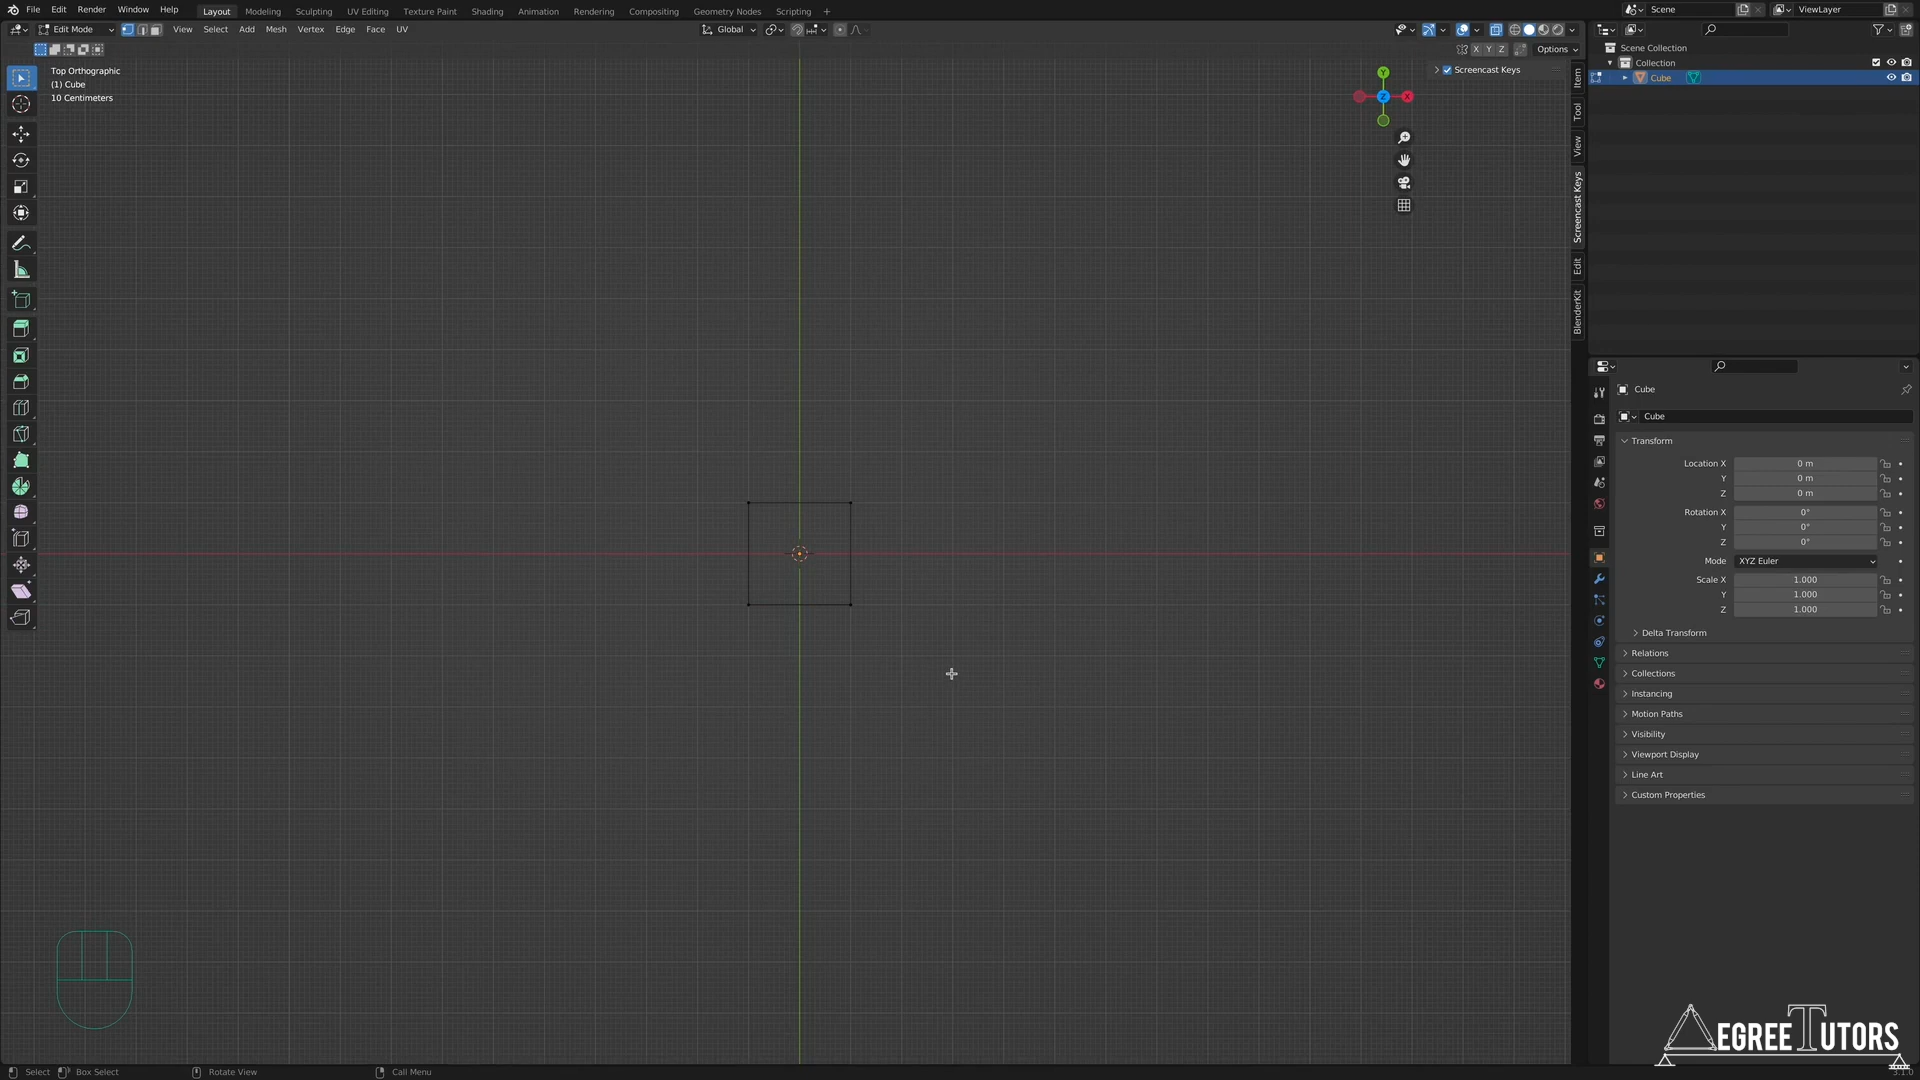 File Edit Render Window Help Layout Modeling Sculpting UV Editing Texture Paint Shading Animation Rendering Compositing Geometry Nodes Scripting + Scene ViewLayer
Edit Mode View Select Add Mesh Vertex Edge Face UV Global
X Y Z Options
Scene Collection
Collection
Cube
Top Orthographic
(1) Cube
10 Centimeters
Screencast Keys
Y
Z
X
Item
Tool
View
Screencast Keys
Edit
BlenderKit
Cube
Cube
Transform
Location X 0 m
Y 0 m
Z 0 m
Rotation X 0°
Y 0°
Z 0°
Mode XYZ Euler
Scale X 1.000
Y 1.000
Z 1.000
Delta Transform
Relations
Collections
Instancing
Motion Paths
Visibility
Viewport Display
Line Art
Custom Properties
EGREE TUTORS
Select Box Select Rotate View Call Menu
3.1.0